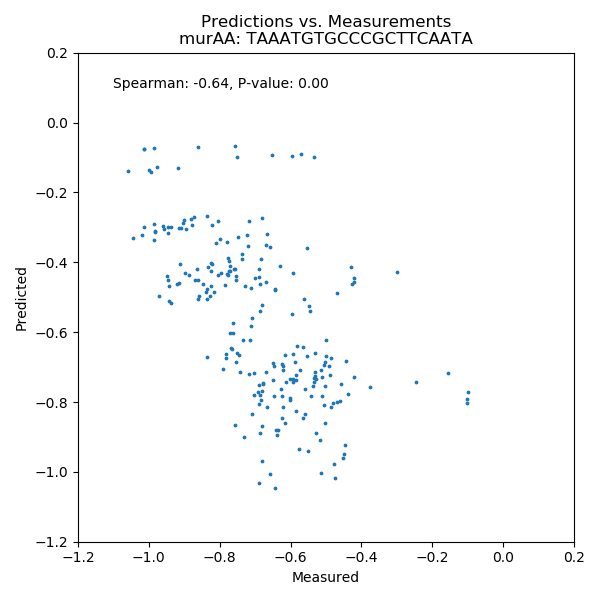 Predictions vs. Measurements
murAA: TAAATGTGCCCGCTTCAATA
Spearman: -0.64, P-value: 0.00
0.2
0.0
−0.2
−0.4
−0.6
−0.8
−1.0
−1.2
Predicted
−1.2 −1.0 −0.8 −0.6 −0.4 −0.2 0.0 0.2
Measured